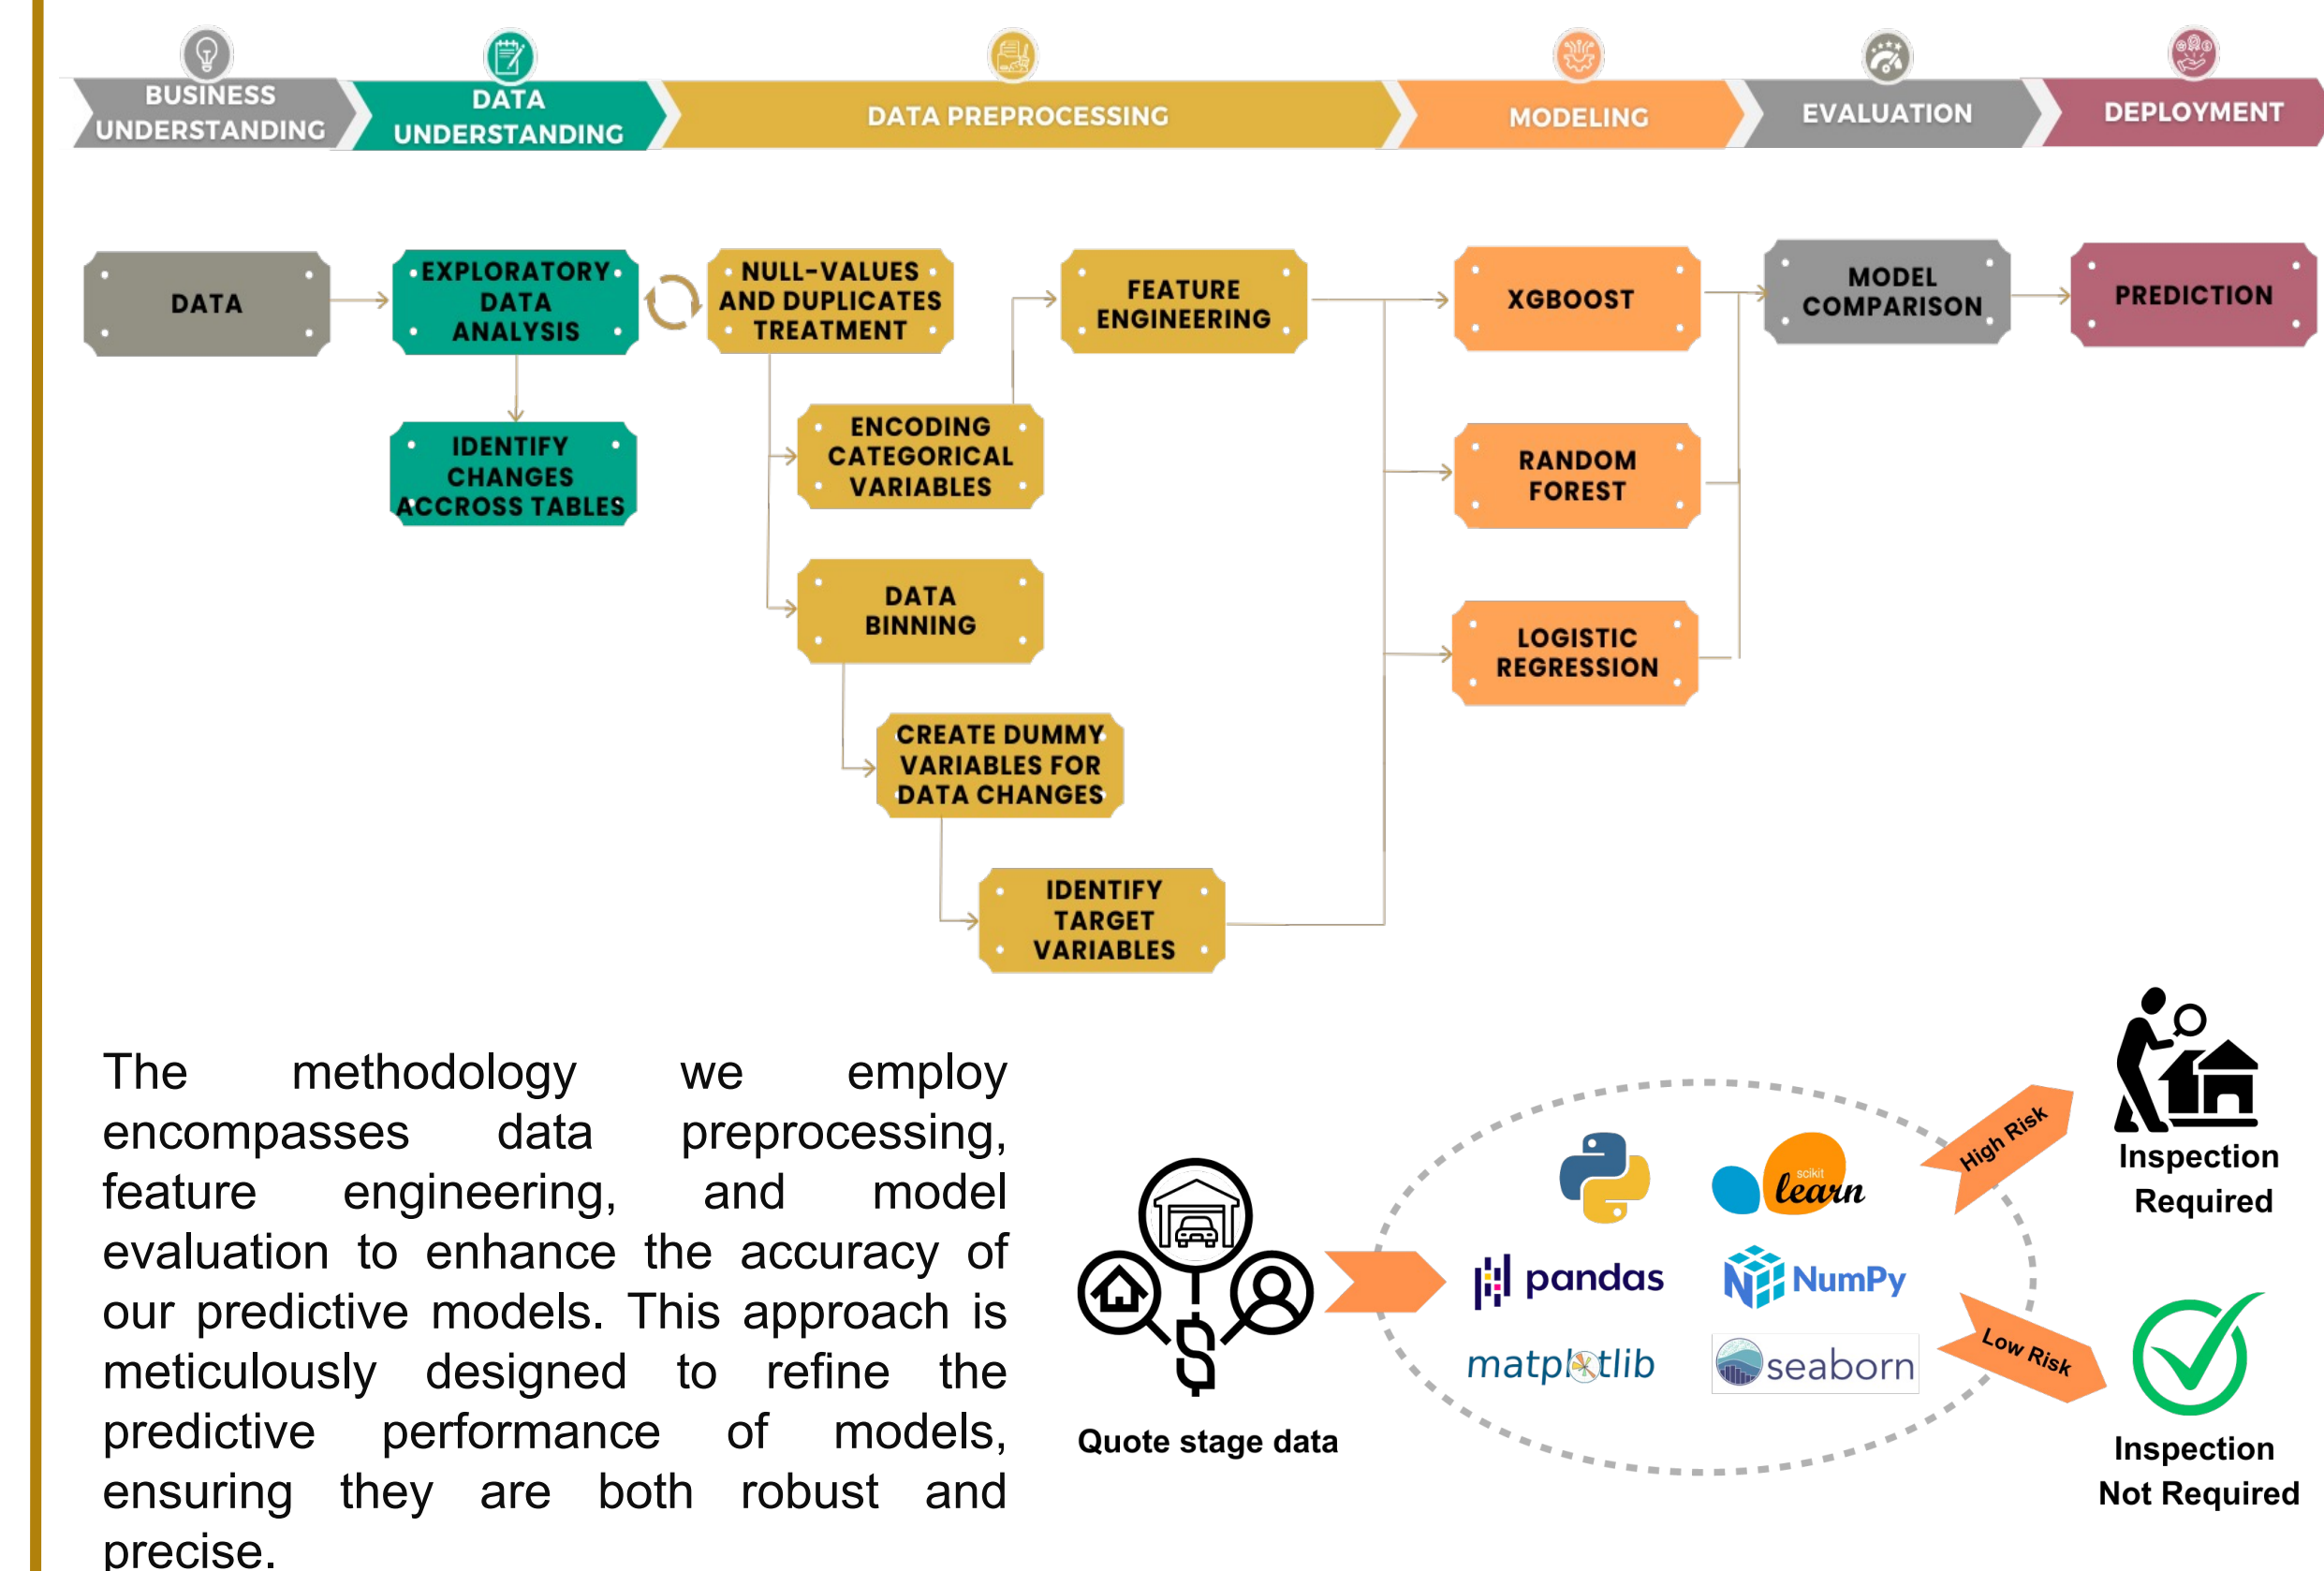 BUSINESS
UNDERSTANDING
DATA
UNDERSTANDING
DATA PREPROCESSING
MODELING
EVALUATION
DEPLOYMENT
DATA
EXPLORATORY
DATA
ANALYSIS
NULL-VALUES
AND DUPLICATES
TREATMENT
FEATURE
ENGINEERING
XGBOOST
MODEL
COMPARISON
PREDICTION
IDENTIFY
CHANGES
ACCROSS TABLES
ENCODING
CATEGORICAL
VARIABLES
RANDOM
FOREST
DATA
BINNING
LOGISTIC
REGRESSION
CREATE DUMMY
VARIABLES FOR
DATA CHANGES
IDENTIFY
TARGET
VARIABLES
The methodology we employ
encompasses data preprocessing,
feature engineering, and model
evaluation to enhance the accuracy of
our predictive models. This approach is
meticulously designed to refine the
predictive performance of models,
ensuring they are both robust and
precise.
Quote stage data
scikit
learn
pandas
NumPy
matplotlib
seaborn
High Risk
Low Risk
Inspection
Required
Inspection
Not Required